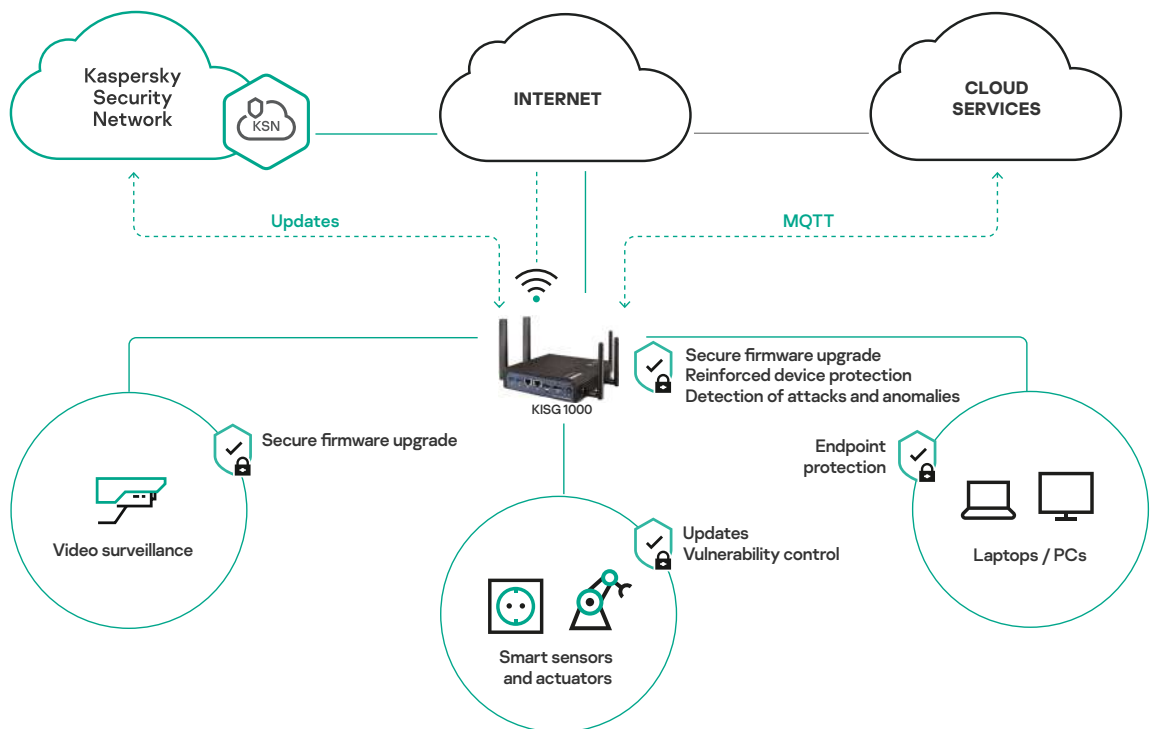 Kaspersky
Security
Network
KSN
INTERNET
CLOUD
SERVICES
Updates
MQTT
KISG 1000
Secure firmware upgrade
Reinforced device protection
Detection of attacks and anomalies
Secure firmware upgrade
Video surveillance
Endpoint
protection
Laptops / PCs
Updates
Vulnerability control
Smart sensors
and actuators